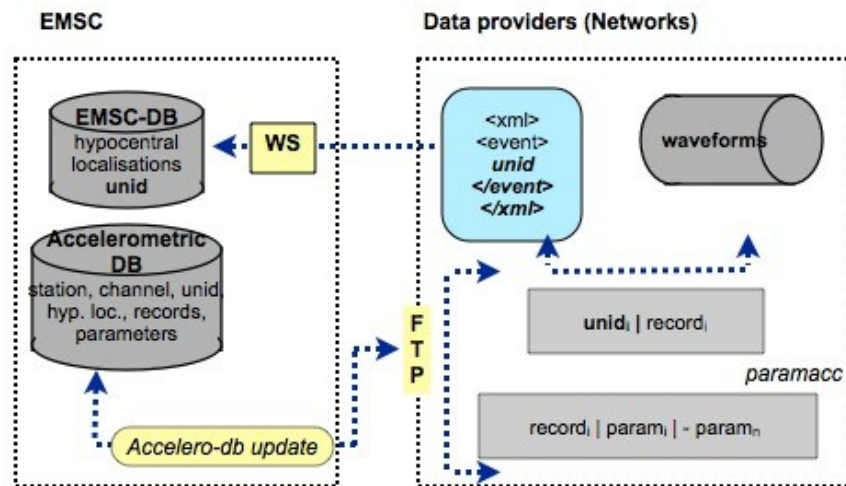 EMSC
Data providers (Networks)
EMSC-DB
hypocentral
localisations
unid
WS
<xml>
<event>
unid
</event>
</xml>
waveforms
Accelerometric
DB
station, channel, unid,
hyp. loc., records,
parameters
F
T
P
unidᵢ | recordᵢ
paramacc
recordᵢ | paramᵢ | - paramₙ
Accelero-db update